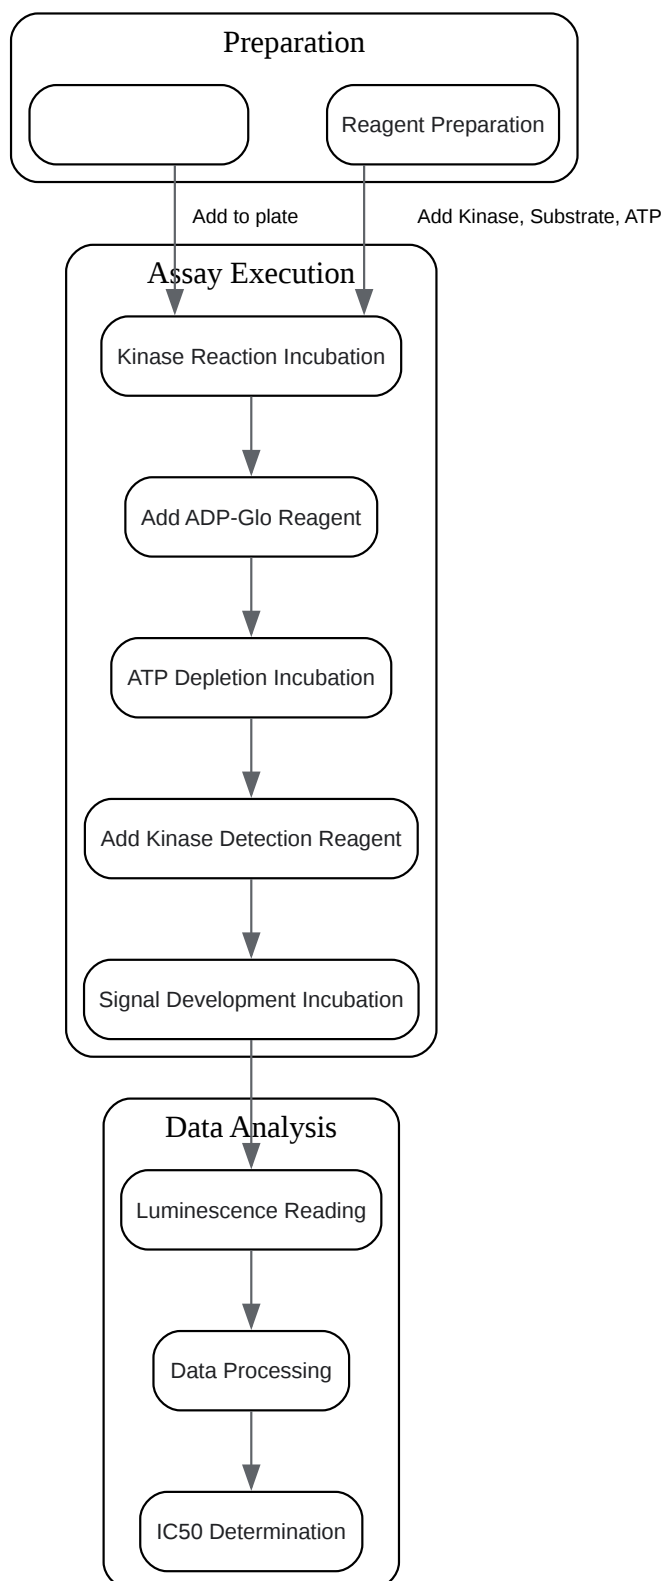 Preparation
Reagent Preparation
Add to plate
Add Kinase, Substrate, ATP
Assay Execution
Kinase Reaction Incubation
Add ADP-Glo Reagent
ATP Depletion Incubation
Add Kinase Detection Reagent
Signal Development Incubation
Data Analysis
Luminescence Reading
Data Processing
IC50 Determination